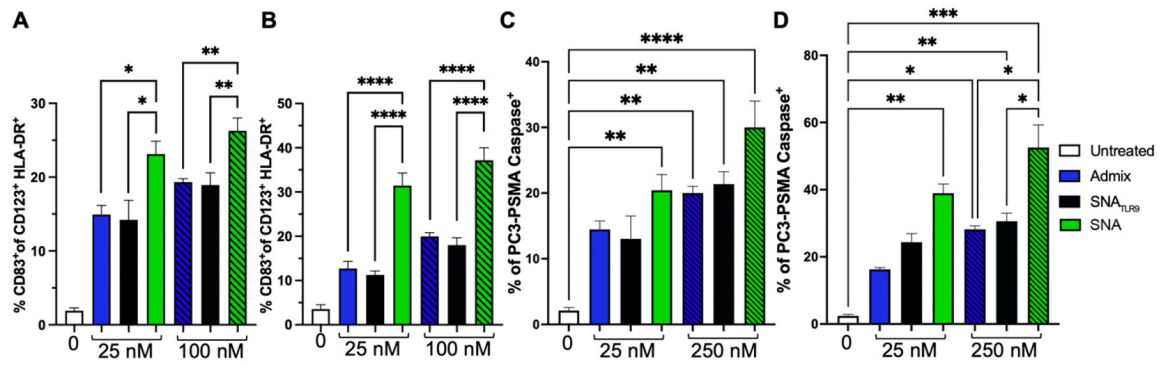 A
% CD83⁺of CD123⁺ HLA-DR⁺
30
20
10
0
*
*
**
**
0
25 nM
100 nM
B
% CD83⁺of CD123⁺ HLA-DR⁺
50
40
30
20
10
0
****
****
****
****
0
25 nM
100 nM
C
% of PC3-PSMA Caspase⁺
40
30
20
10
0
****
**
**
**
0
25 nM
250 nM
D
% of PC3-PSMA Caspase⁺
80
60
40
20
0
***
**
*
*
**
*
0
25 nM
250 nM
Untreated
Admix
SNA_TLR9
SNA